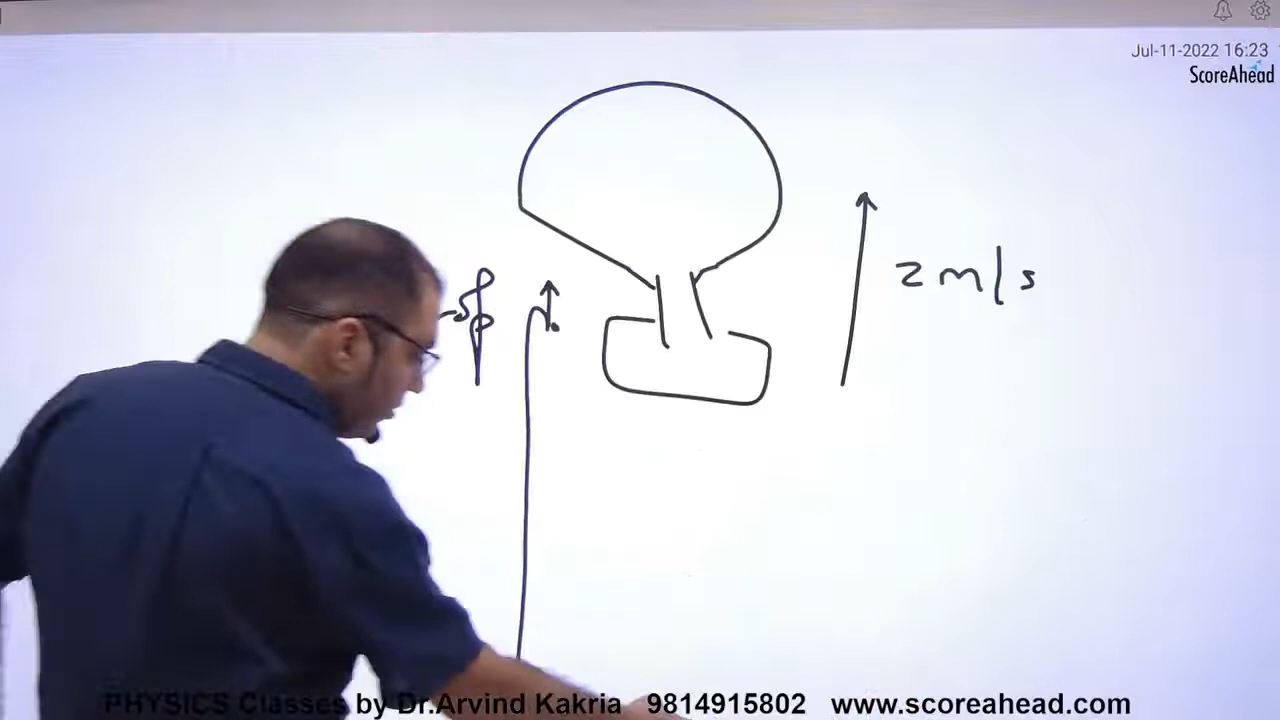 Jul-11-2022 16:23
ScoreAhead
2 m/s
PHYSICS Classes by Dr.Arvind Kakria 9814915802 www.scoreahead.com